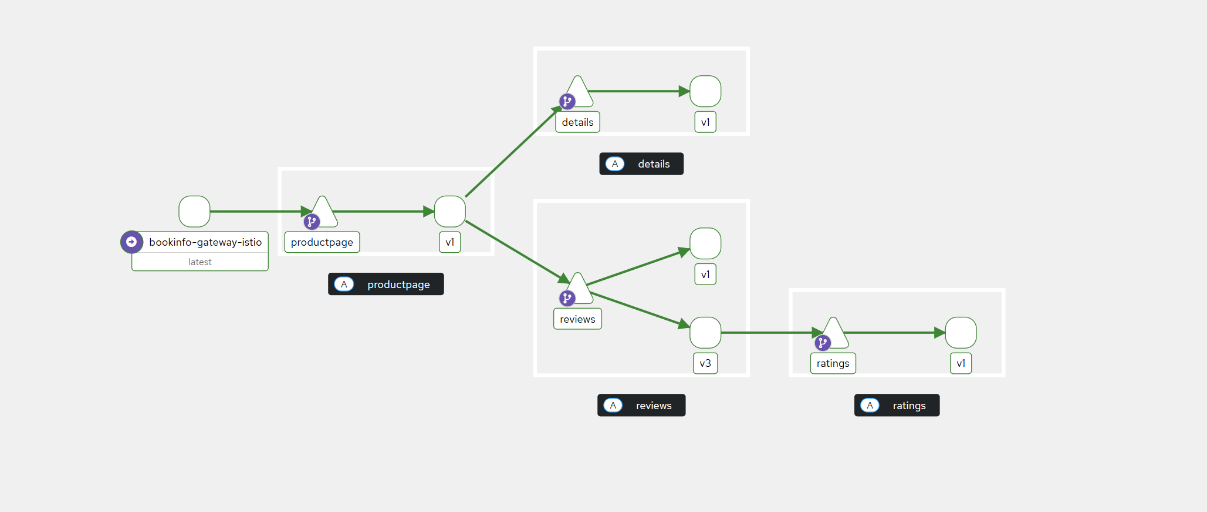 details
v1
A details
bookinfo-gateway-istio
latest
productpage
v1
A productpage
v1
reviews
v3
A reviews
ratings
v1
A ratings